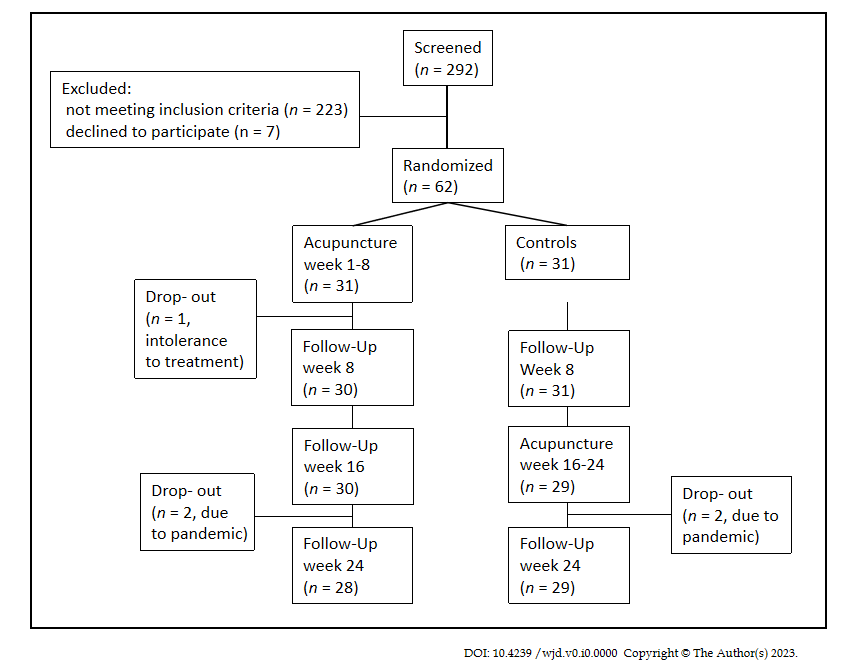 Screened
(n = 292)
Excluded:
not meeting inclusion criteria (n = 223)
declined to participate (n = 7)
Randomized
(n = 62)
Acupuncture
week 1-8
(n = 31)
Controls
(n = 31)
Drop- out
(n = 1,
intolerance
to treatment)
Follow-Up
week 8
(n = 30)
Follow-Up
Week 8
(n = 31)
Follow-Up
week 16
(n = 30)
Acupuncture
week 16-24
(n = 29)
Drop- out
(n = 2, due
to pandemic)
Drop- out
(n = 2, due to
pandemic)
Follow-Up
week 24
(n = 28)
Follow-Up
week 24
(n = 29)
DOI: 10.4239 /wjd.v0.i0.0000 Copyright © The Author(s) 2023.